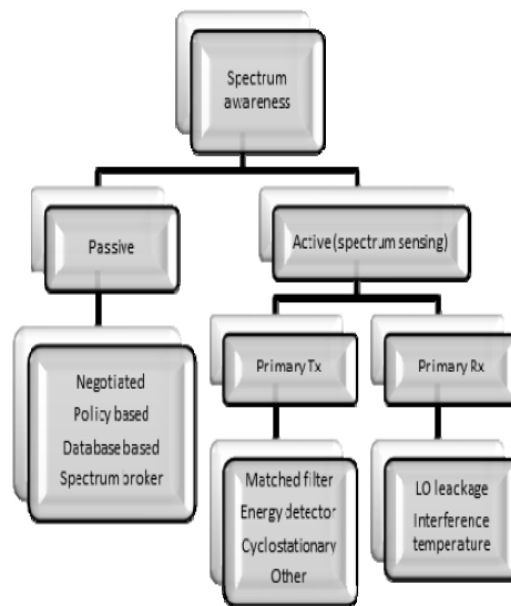 Spectrum
awareness
Passive
Active (spectrum sensing)
Negotiated
Policy based
Database based
Spectrum broker
Primary Tx
Primary Rx
Matched filter
Energy detector
Cyclostationary
Other
LO leackage
Interference
temperature